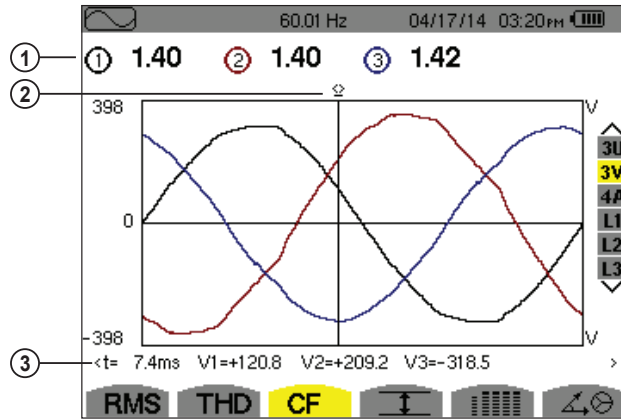 60.01 Hz 04/17/14 03:20PM
1 1 1.40 2 1.40 3 1.42
2
398 V
3U
3V
4A
0
L1
L2
L3
-398 V
3 <t= 7.4ms V1=+120.8 V2=+209.2 V3=-318.5 >
RMS THD CF